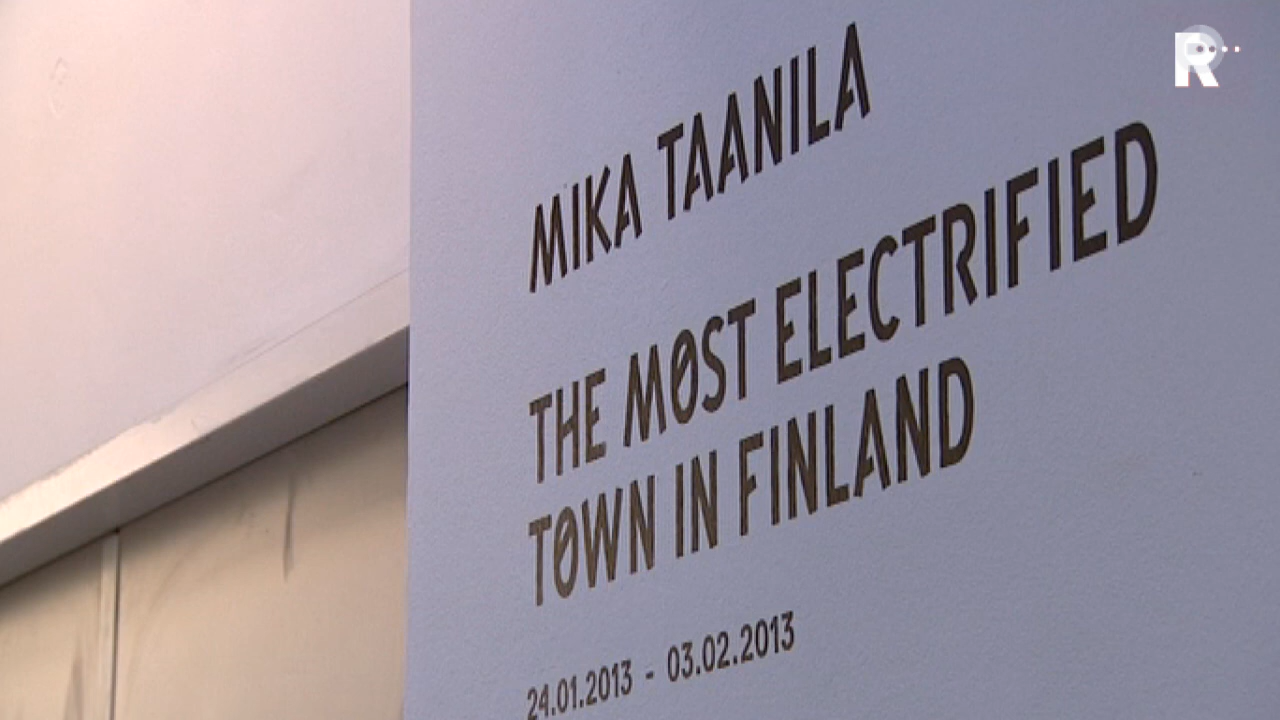 MIKA TAANILA
THE MØST ELECTRIFIED
TØWN IN FINLAND
24.01.2013 - 03.02.2013
R